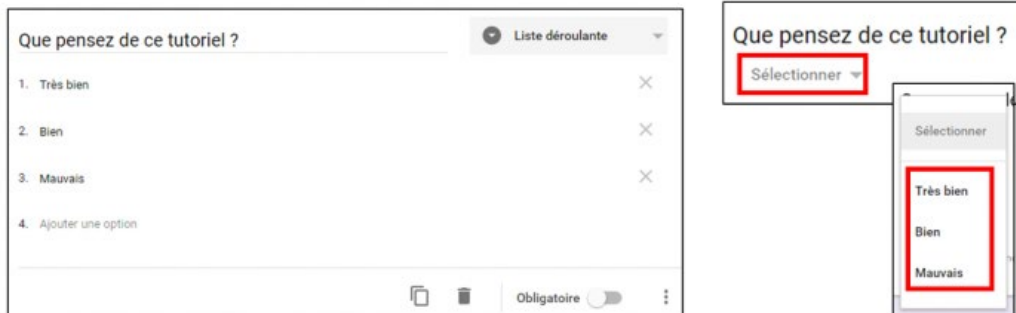 Que pensez de ce tutoriel ?
Liste déroulante
1. Très bien
2. Bien
3. Mauvais
4. Ajouter une option
Obligatoire
Que pensez de ce tutoriel ?
Sélectionner
Sélectionner
Très bien
Bien
Mauvais